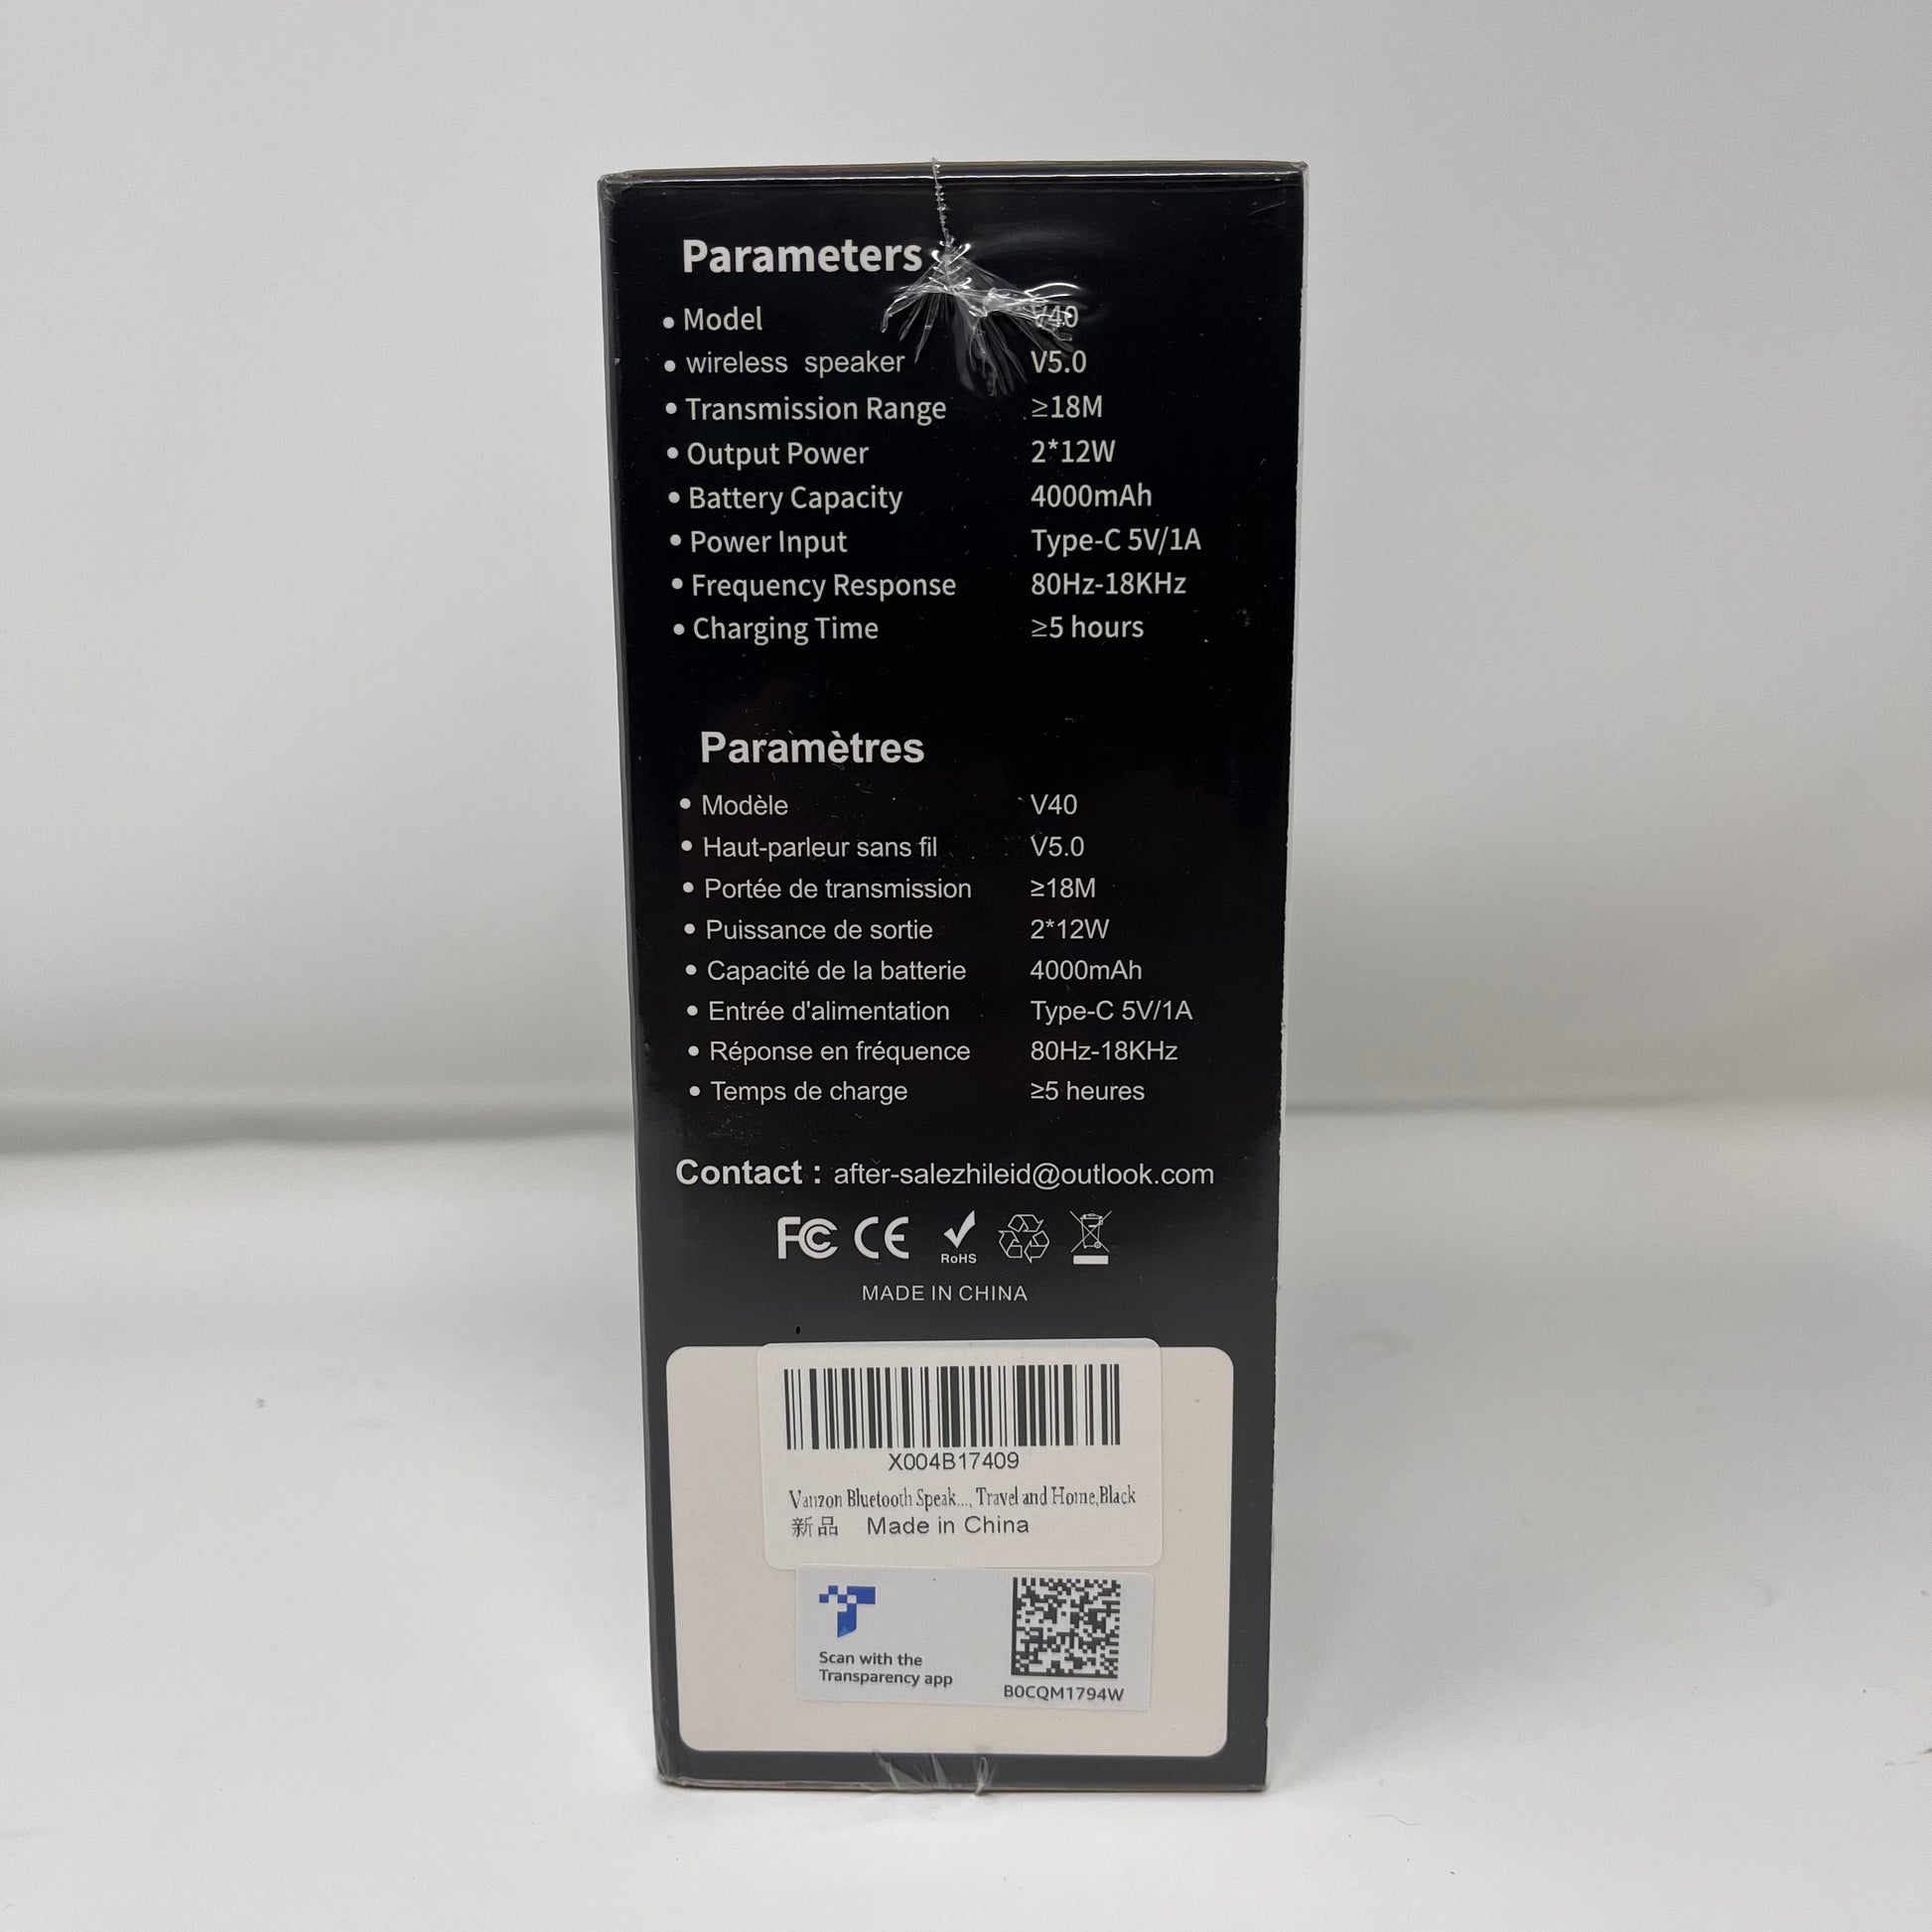 Parameters
• Model V40
• wireless speaker V5.0
• Transmission Range ≥18M
• Output Power 2*12W
• Battery Capacity 4000mAh
• Power Input Type-C 5V/1A
• Frequency Response 80Hz-18KHz
• Charging Time ≥5 hours
Paramètres
• Modèle V40
• Haut-parleur sans fil V5.0
• Portée de transmission ≥18M
• Puissance de sortie 2*12W
• Capacité de la batterie 4000mAh
• Entrée d'alimentation Type-C 5V/1A
• Réponse en fréquence 80Hz-18KHz
• Temps de charge ≥5 heures
Contact : after-salezhileid@outlook.com
FC CE RoHS
MADE IN CHINA
X004B17409
Vanzon Bluetooth Speak..., Travel and Home,Black
新品 Made in China
Scan with the
Transparency app
B0CQM1794W